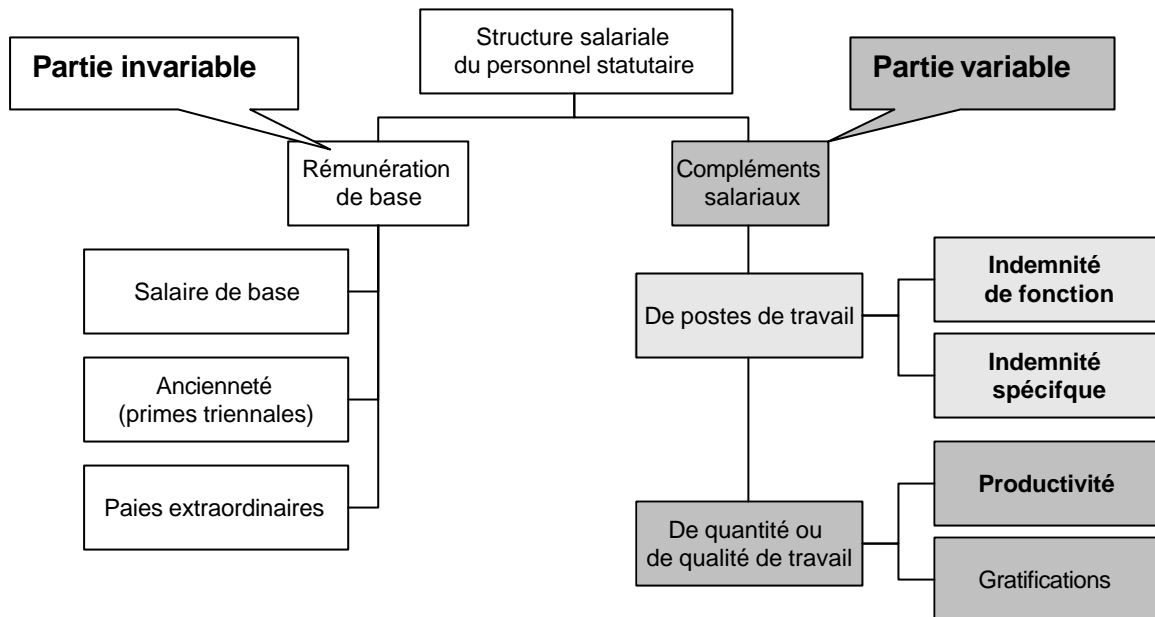 Structure salariale
du personnel statutaire
Partie invariable
Partie variable
Rémunération
de base
Compléments
salariaux
Salaire de base
Ancienneté
(primes triennales)
Paies extraordinaires
De postes de travail
Indemnité
de fonction
Indemnité
spécifque
De quantité ou
de qualité de travail
Productivité
Gratifications